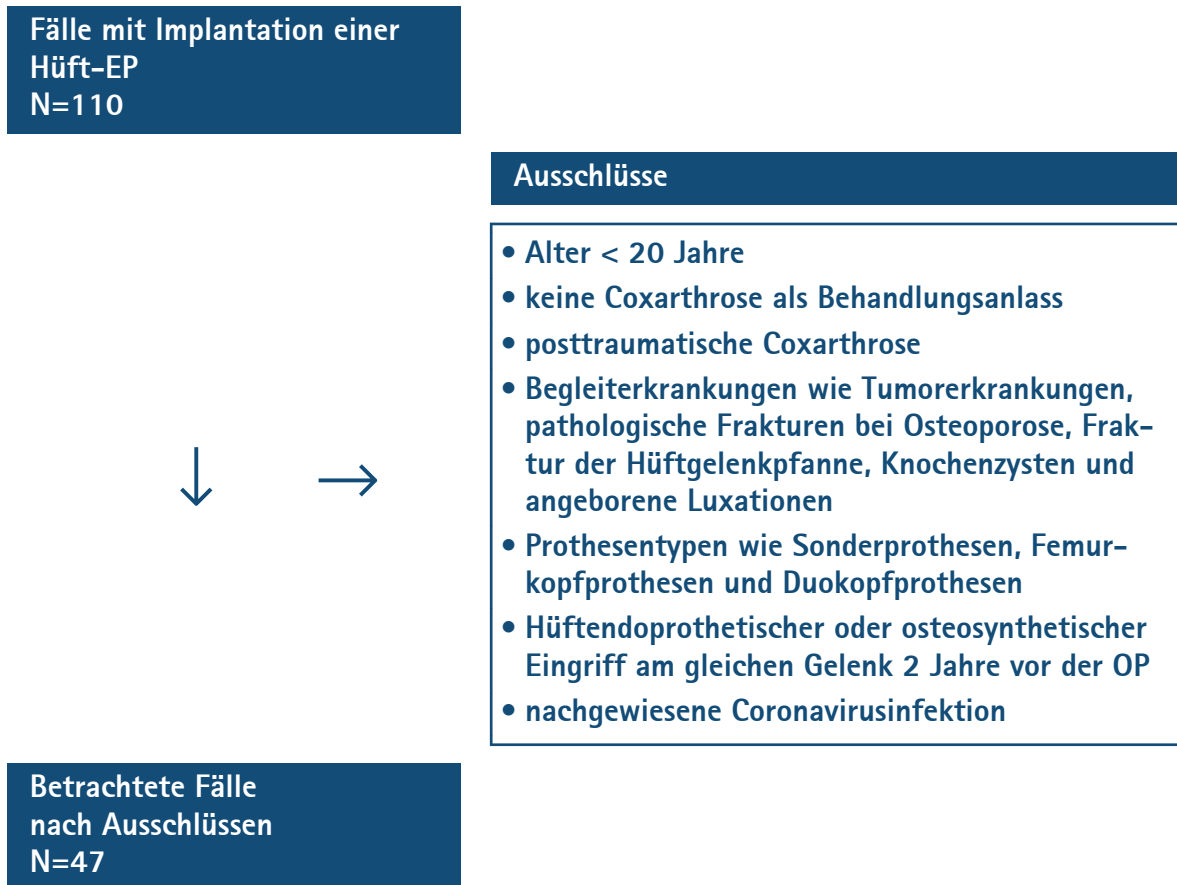 Fälle mit Implantation einer
Hüft-EP
N=110
Ausschlüsse
• Alter < 20 Jahre
• keine Coxarthrose als Behandlungsanlass
• posttraumatische Coxarthrose
• Begleiterkrankungen wie Tumorerkrankungen,
pathologische Frakturen bei Osteoporose, Frak-
tur der Hüftgelenkpfanne, Knochenzysten und
angeborene Luxationen
• Prothesentypen wie Sonderprothesen, Femur-
kopfprothesen und Duokopfprothesen
• Hüftendoprothetischer oder osteosynthetischer
Eingriff am gleichen Gelenk 2 Jahre vor der OP
• nachgewiesene Coronavirusinfektion
Betrachtete Fälle
nach Ausschlüssen
N=47